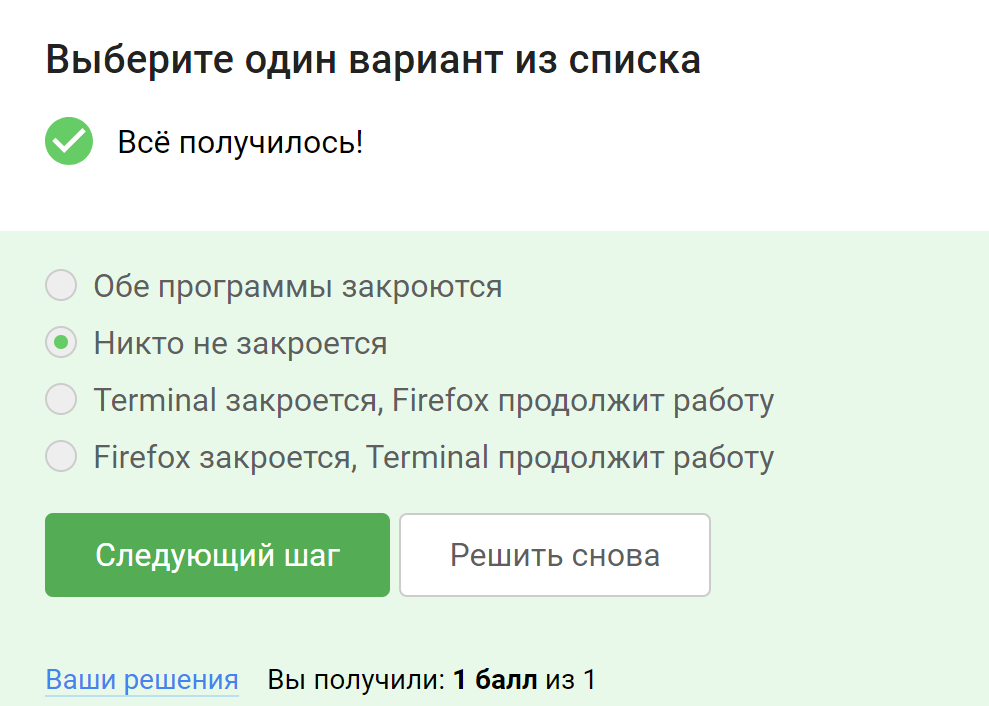 Выберите один вариант из списка
Всё получилось!
Обе программы закроются
Никто не закроется
Terminal закроется, Firefox продолжит работу
Firefox закроется, Terminal продолжит работу
Следующий шаг Решить снова
Ваши решения Вы получили: 1 балл из 1